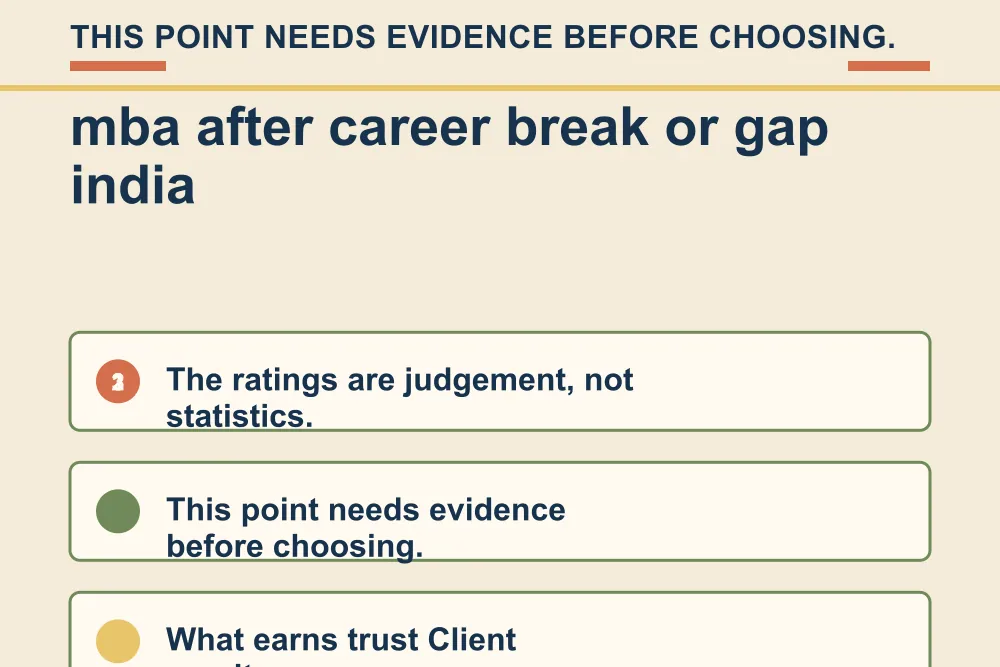 THIS POINT NEEDS EVIDENCE BEFORE CHOOSING.
mba after career break or gap
india
The ratings are judgement, not
statistics.
This point needs evidence
before choosing.
What earns trust Client